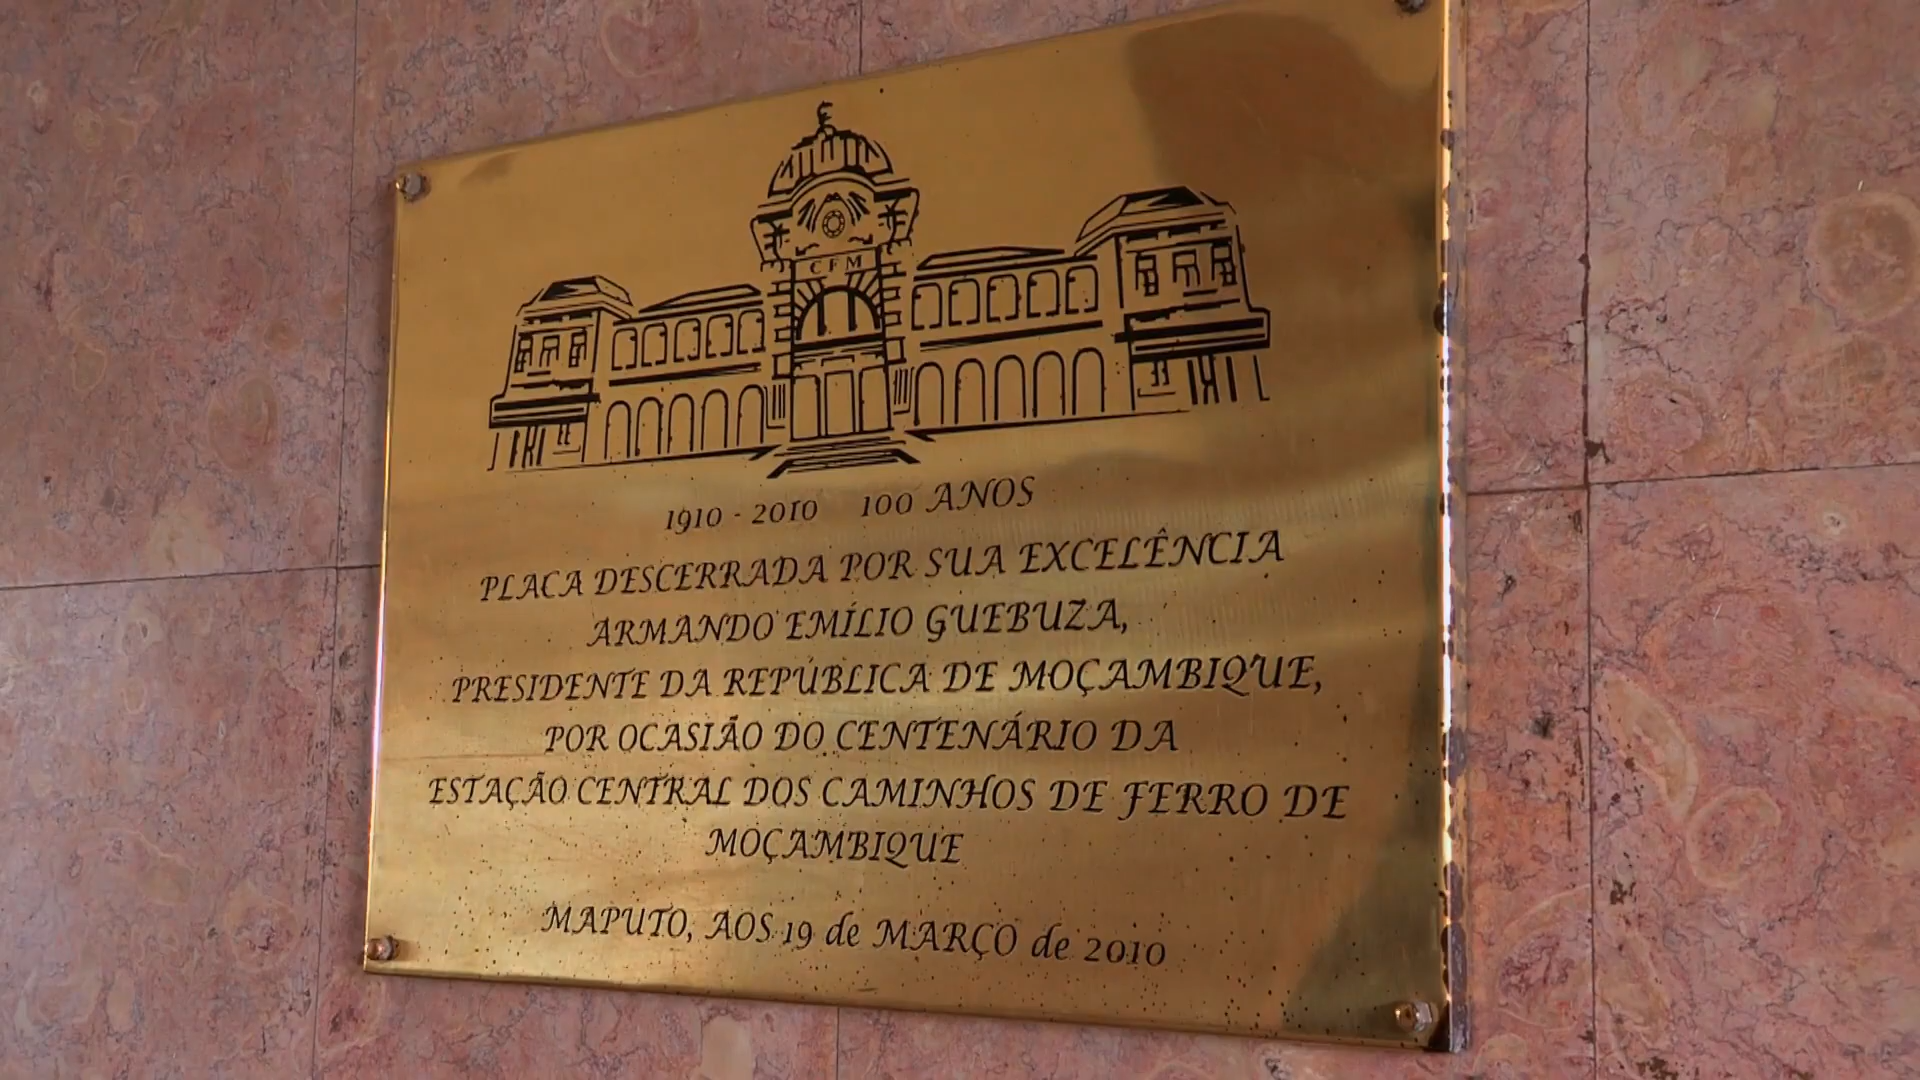 CFM
1910 - 2010 100 ANOS
PLACA DESCERRADA POR SUA EXCELÊNCIA
ARMANDO EMÍLIO GUEBUZA,
PRESIDENTE DA REPÚBLICA DE MOÇAMBIQUE,
POR OCASIÃO DO CENTENÁRIO DA
ESTAÇÃO CENTRAL DOS CAMINHOS DE FERRO DE
MOÇAMBIQUE
MAPUTO, AOS 19 de MARÇO de 2010